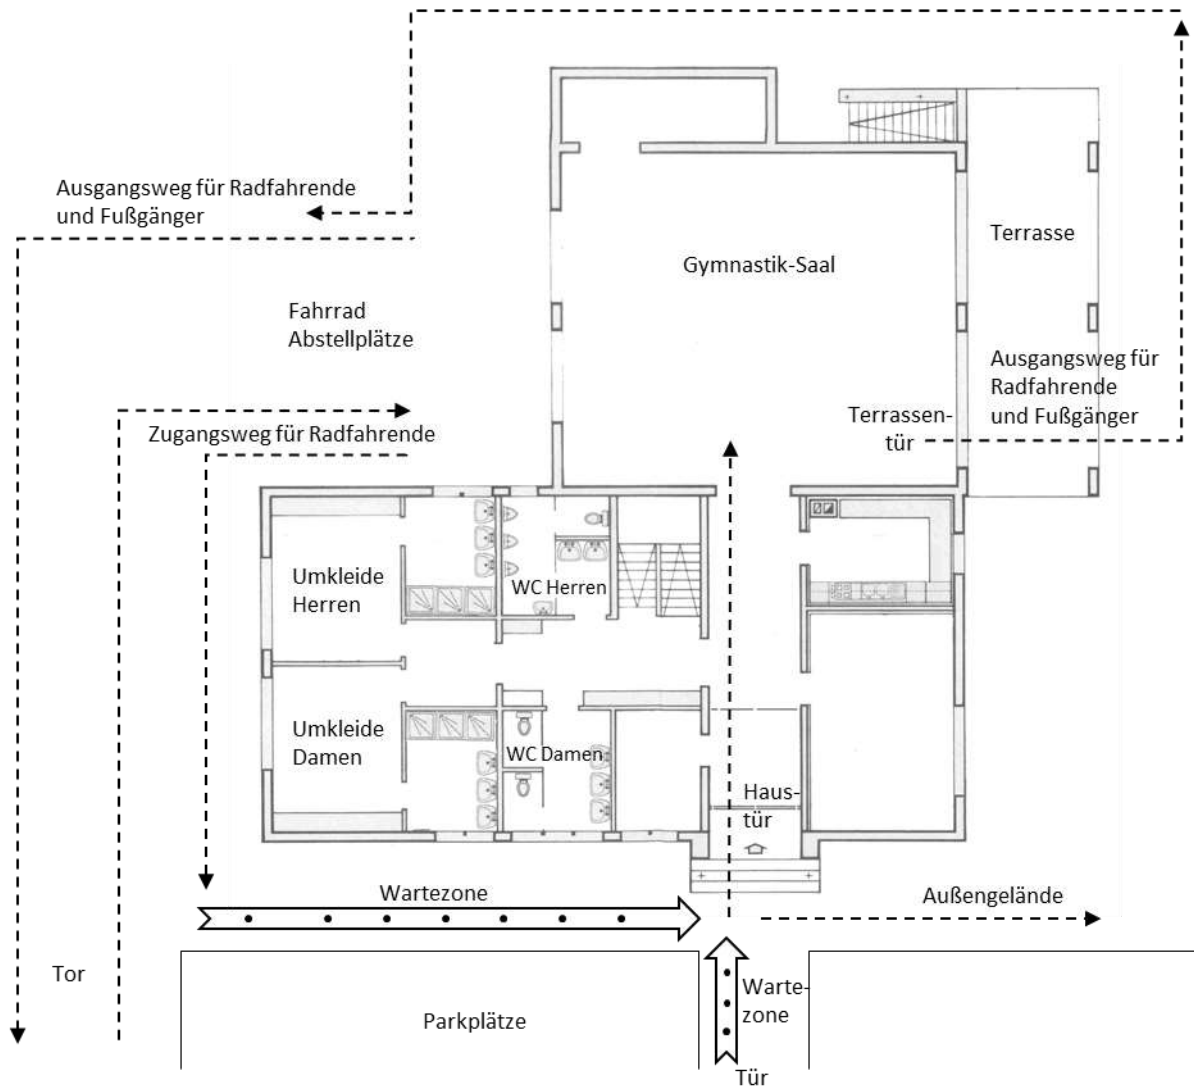 Ausgangsweg für Radfahrende
und Fußgänger
Terrasse
Gymnastik-Saal
Fahrrad
Abstellplätze
Ausgangsweg für
Radfahrende
und Fußgänger
Terrassen-
tür
Zugangsweg für Radfahrende
Umkleide
Herren
WC Herren
Umkleide
Damen
WC Damen
Haus-
tür
Wartezone
Außengelände
Tor
Warte-
zone
Parkplätze
Tür